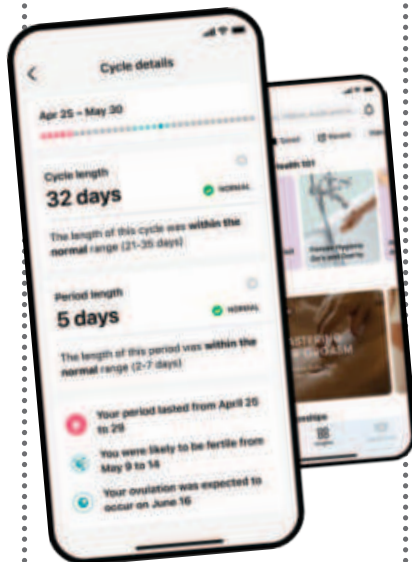 Cycle details
Apr 25 – May 30
Cycle length
32 days
NORMAL
The length of this cycle was within the
normal range (21-35 days)
Period length
5 days
NORMAL
The length of this period was within the
normal range (2-7 days)
Your period lasted from April 25
to 29
You were likely to be fertile from
May 9 to 14
Your ovulation was expected to
occur on June 16